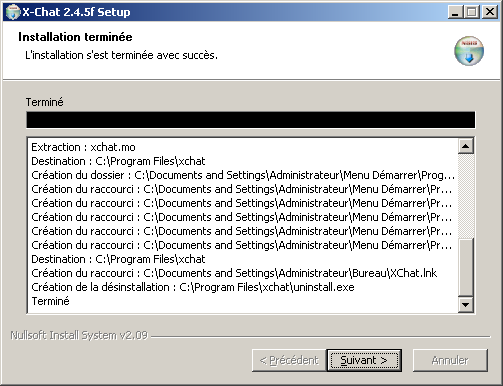 X-Chat 2.4.5f Setup
Installation terminée
L'installation s'est terminée avec succès.
Terminé
Extraction : xchat.mo
Destination : C:\Program Files\xchat
Création du dossier : C:\Documents and Settings\Administrateur\Menu Démarrer\Prog...
Création du raccourci : C:\Documents and Settings\Administrateur\Menu Démarrer\Pr...
Création du raccourci : C:\Documents and Settings\Administrateur\Menu Démarrer\Pr...
Création du raccourci : C:\Documents and Settings\Administrateur\Menu Démarrer\Pr...
Création du raccourci : C:\Documents and Settings\Administrateur\Menu Démarrer\Pr...
Création du raccourci : C:\Documents and Settings\Administrateur\Menu Démarrer\Pr...
Destination : C:\Program Files\xchat
Création du raccourci : C:\Documents and Settings\Administrateur\Bureau\XChat.lnk
Création de la désinstallation : C:\Program Files\xchat\uninstall.exe
Terminé
Nullsoft Install System v2.09
< Précédent
Suivant >
Annuler